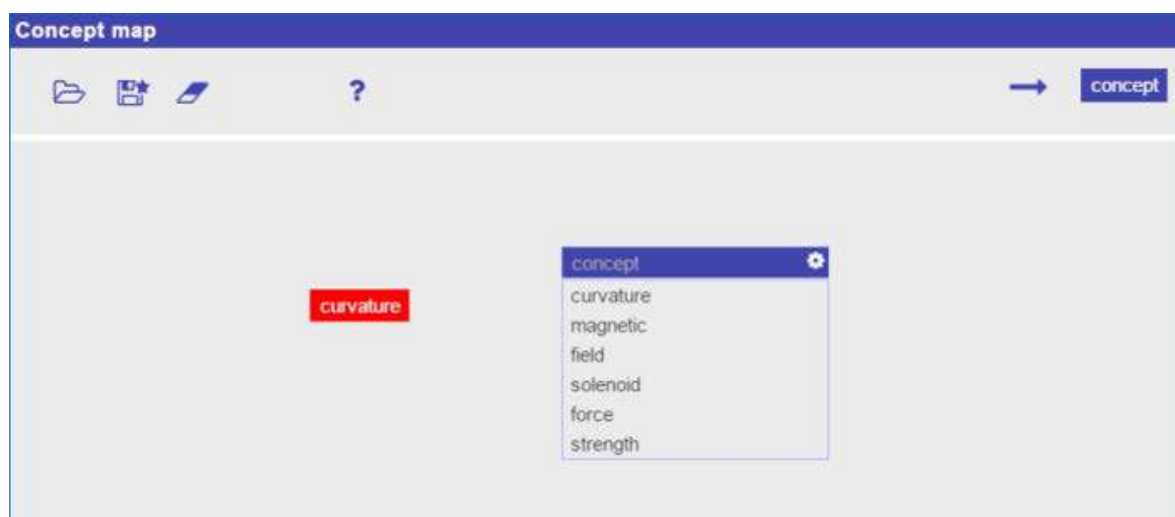 Concept map
?
concept
concept
curvature
curvature
magnetic
field
solenoid
force
strength